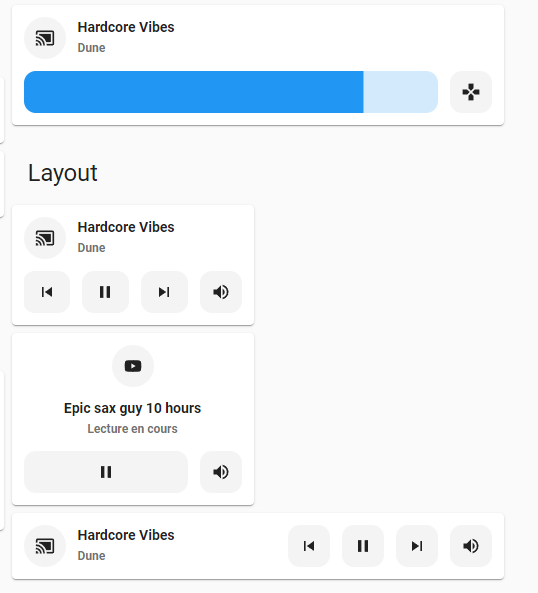 Hardcore Vibes
Dune
Layout
Hardcore Vibes
Dune
Epic sax guy 10 hours
Lecture en cours
Hardcore Vibes
Dune